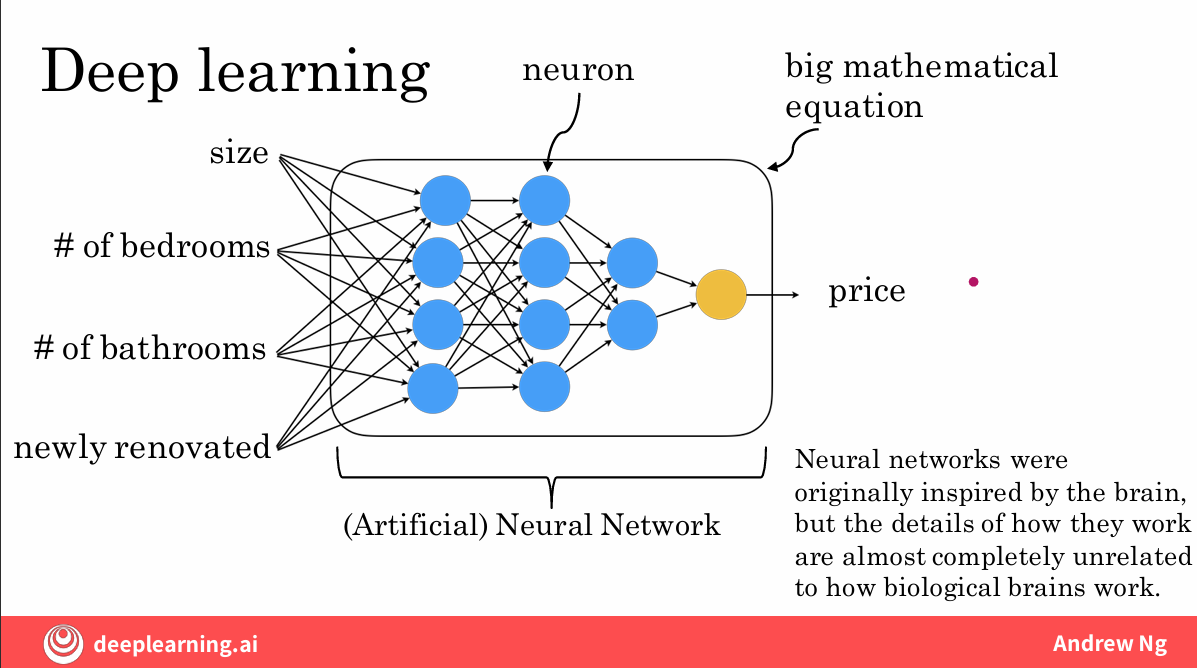 Deep learning
neuron
big mathematical
equation
size
# of bedrooms
# of bathrooms
newly renovated
price
(Artificial) Neural Network
Neural networks were
originally inspired by the brain,
but the details of how they work
are almost completely unrelated
to how biological brains work.
deeplearning.ai
Andrew Ng